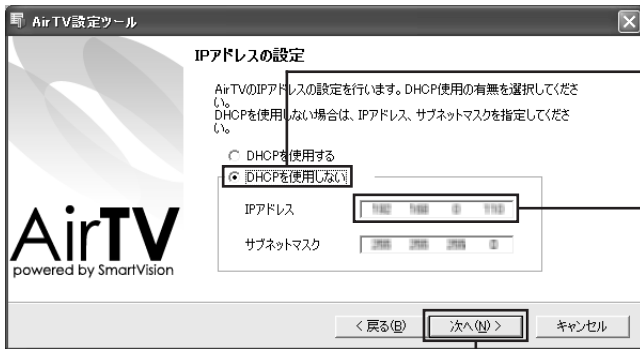 AirTV設定ツール
IPアドレスの設定
AirTVのIPアドレスの設定を行います。DHCP使用の有無を選択してくださ
い。
DHCPを使用しない場合は、IPアドレス、サブネットマスクを指定してくださ
い。
DHCPを使用する
DHCPを使用しない
IPアドレス
サブネットマスク
AirTV
powered by SmartVision
< 戻る(B)
次へ(N) >
キャンセル